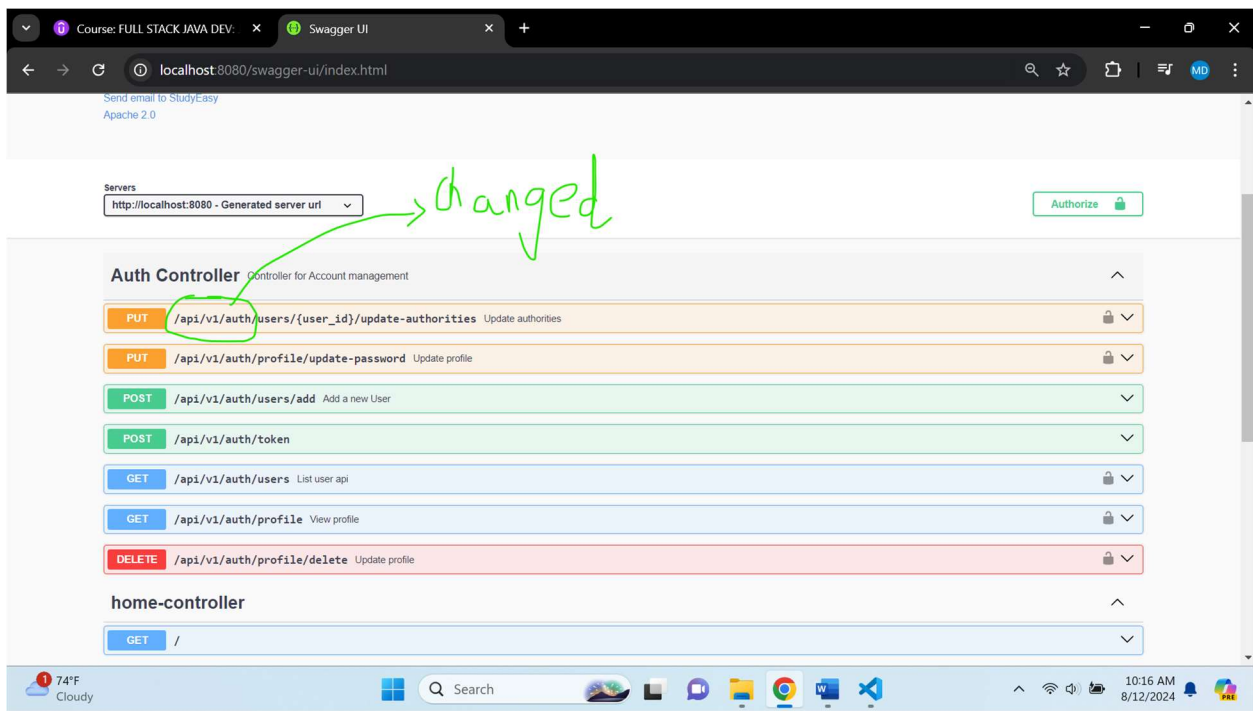 Course: FULL STACK JAVA DEV:
Swagger UI
localhost:8080/swagger-ui/index.html
MD
Send email to StudyEasy
Apache 2.0
changed
Servers
http://localhost:8080 - Generated server url
Authorize
Auth Controller Controller for Account management
PUT /api/v1/auth/users/{user_id}/update-authorities Update authorities
PUT /api/v1/auth/profile/update-password Update profile
POST /api/v1/auth/users/add Add a new User
POST /api/v1/auth/token
GET /api/v1/auth/users List user api
GET /api/v1/auth/profile View profile
DELETE /api/v1/auth/profile/delete Update profile
home-controller
GET /
1 74°F
Cloudy
Search
10:16 AM
8/12/2024
PRE